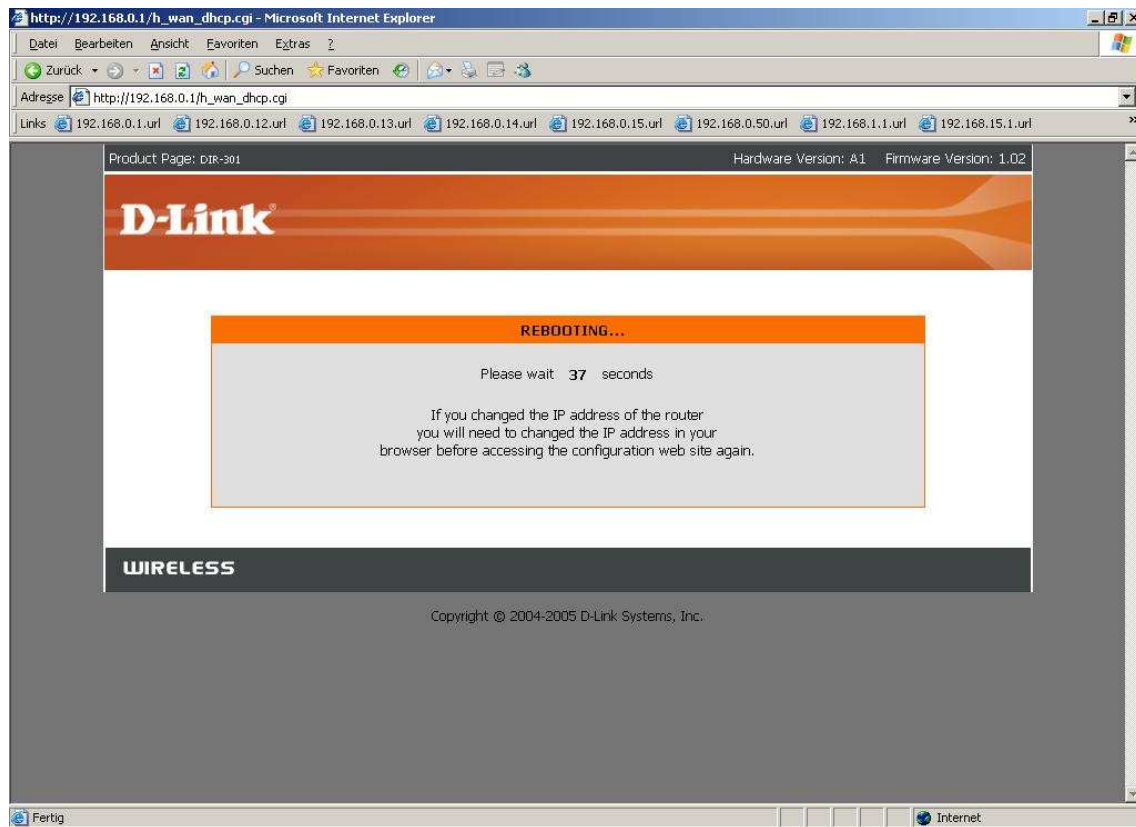 http://192.168.0.1/h_wan_dhcp.cgi - Microsoft Internet Explorer
Datei Bearbeiten Ansicht Favoriten Extras ?
Zurück Suchen Favoriten
Adresse http://192.168.0.1/h_wan_dhcp.cgi
Links 192.168.0.1.url 192.168.0.12.url 192.168.0.13.url 192.168.0.14.url 192.168.0.15.url 192.168.0.50.url 192.168.1.1.url 192.168.15.1.url »
Product Page: DIR-301 Hardware Version: A1 Firmware Version: 1.02
D-Link®
REBOOTING...
Please wait 37 seconds
If you changed the IP address of the router
you will need to changed the IP address in your
browser before accessing the configuration web site again.
WIRELESS
Copyright © 2004-2005 D-Link Systems, Inc.
Fertig Internet